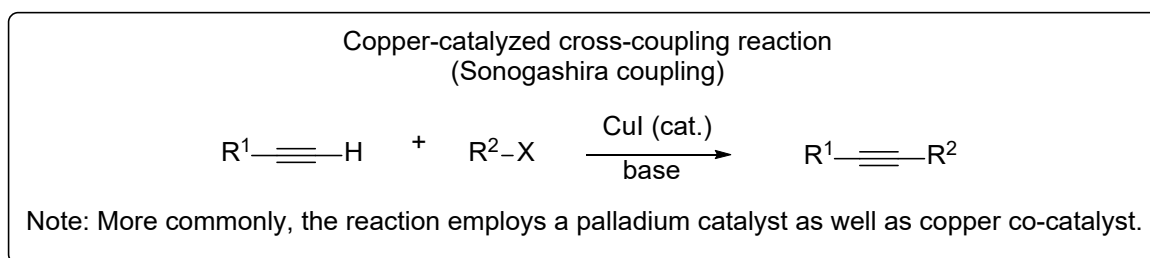 Copper-catalyzed cross-coupling reaction
(Sonogashira coupling)
R¹ H + R²–X CuI (cat.) base R¹ R²
Note: More commonly, the reaction employs a palladium catalyst as well as copper co-catalyst.